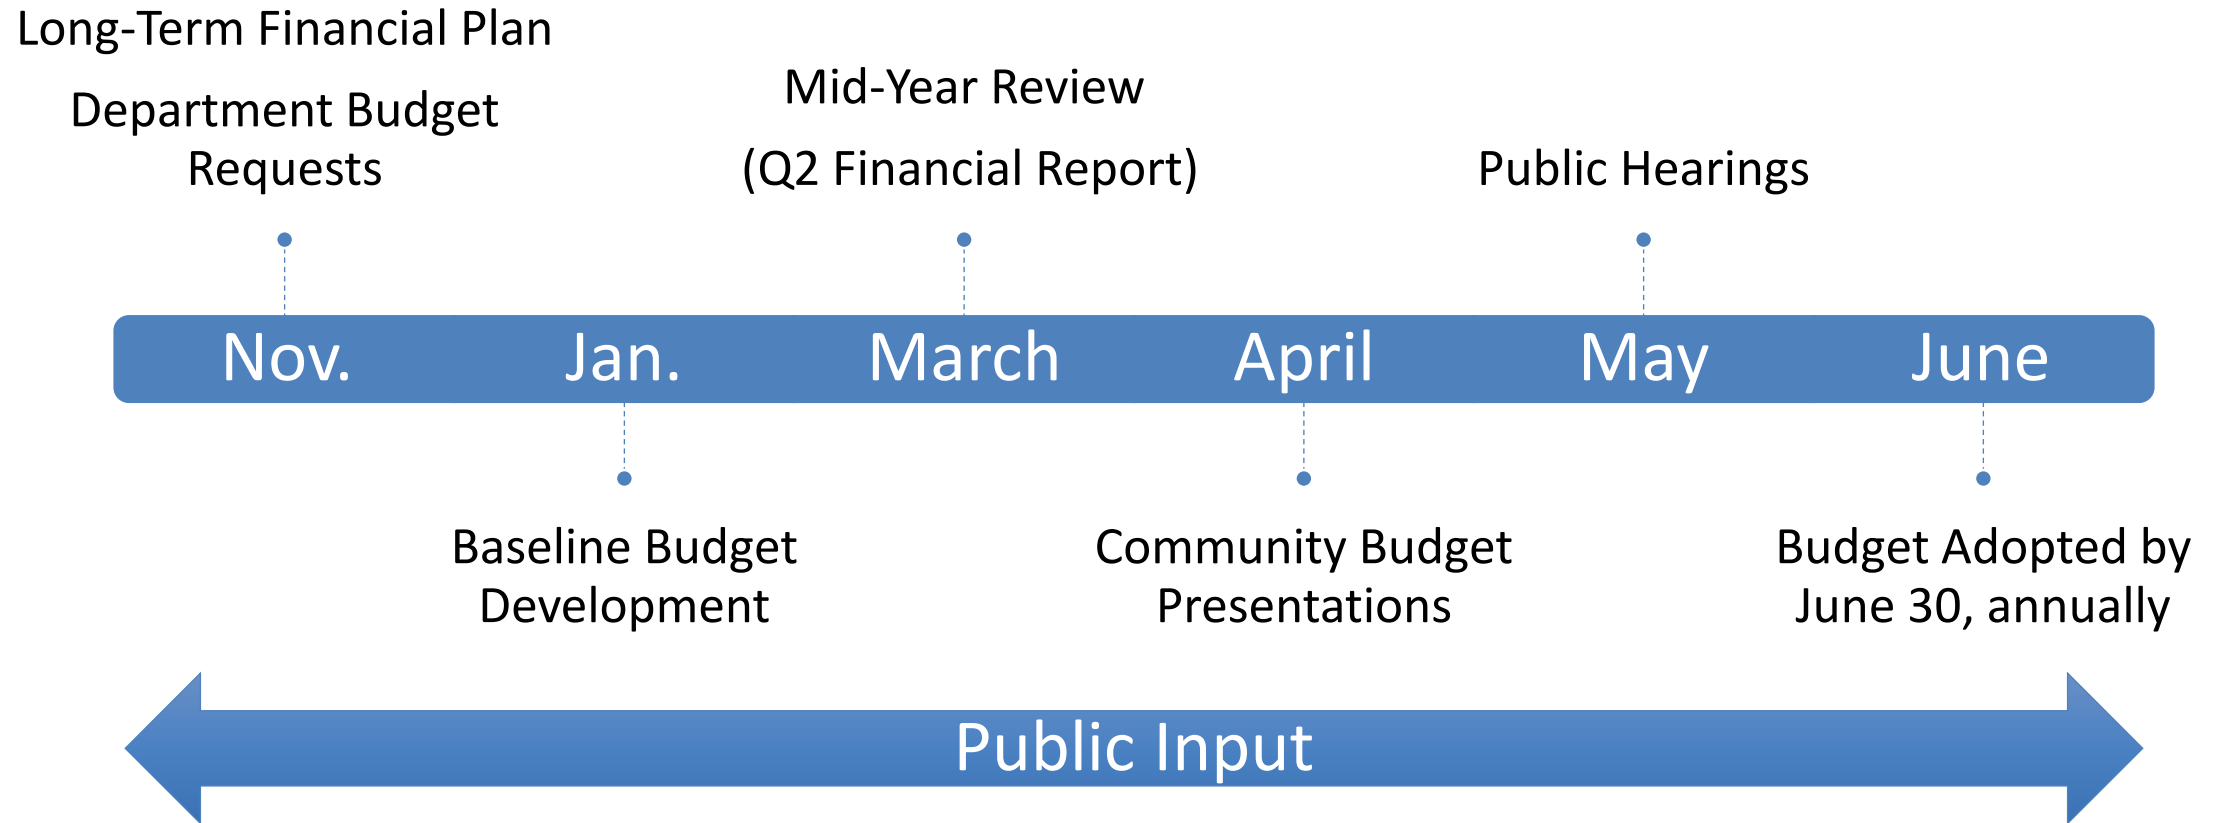 Long-Term Financial Plan
Department Budget
Requests
Mid-Year Review
(Q2 Financial Report)
Public Hearings
Nov.
Jan.
March
April
May
June
Baseline Budget
Development
Community Budget
Presentations
Budget Adopted by
June 30, annually
Public Input